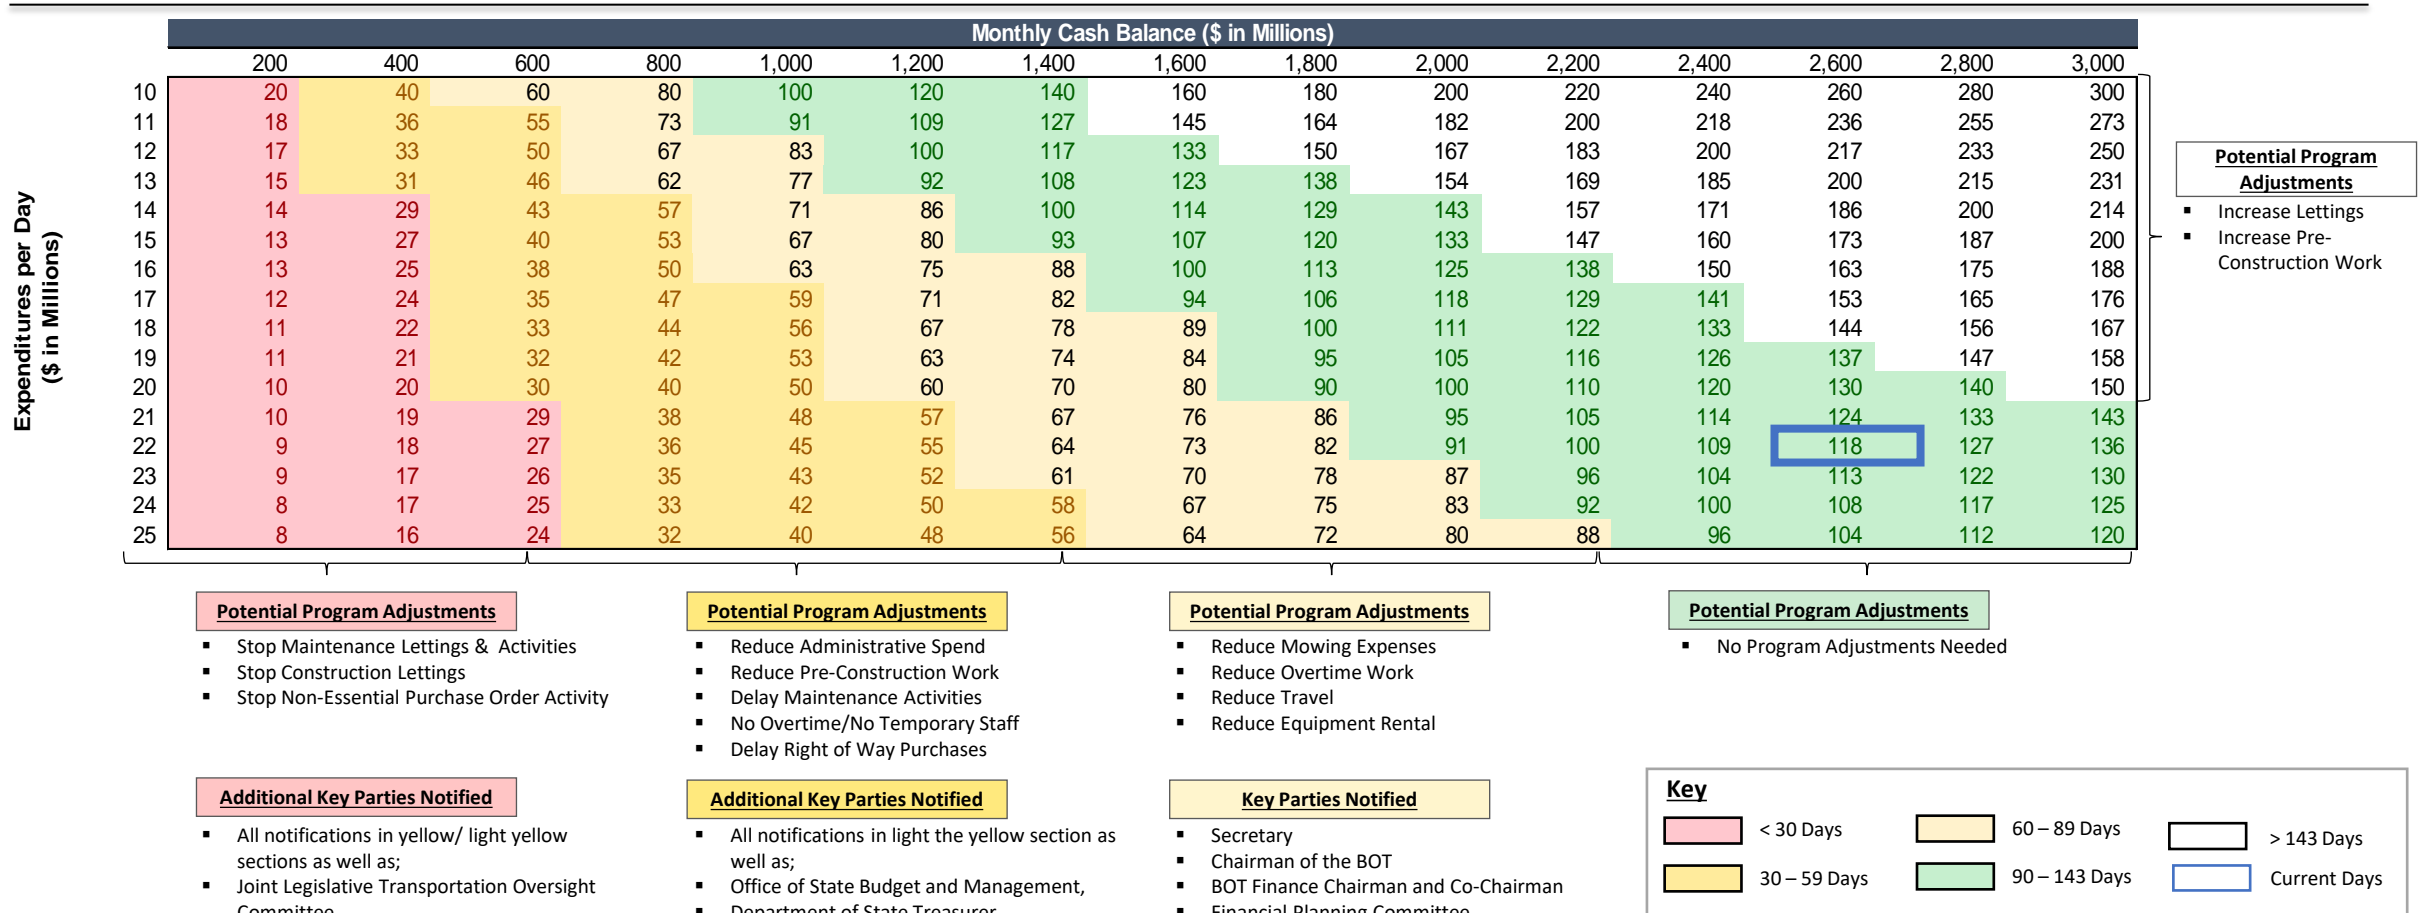 Monthly Cash Balance ($ in Millions)
200 400 600 800 1,000 1,200 1,400 1,600 1,800 2,000 2,200 2,400 2,600 2,800 3,000
Expenditures per Day
($ in Millions)
10 20 40 60 80 100 120 140 160 180 200 220 240 260 280 300
11 18 36 55 73 91 109 127 145 164 182 200 218 236 255 273
12 17 33 50 67 83 100 117 133 150 167 183 200 217 233 250
13 15 31 46 62 77 92 108 123 138 154 169 185 200 215 231
14 14 29 43 57 71 86 100 114 129 143 157 171 186 200 214
15 13 27 40 53 67 80 93 107 120 133 147 160 173 187 200
16 13 25 38 50 63 75 88 100 113 125 138 150 163 175 188
17 12 24 35 47 59 71 82 94 106 118 129 141 153 165 176
18 11 22 33 44 56 67 78 89 100 111 122 133 144 156 167
19 11 21 32 42 53 63 74 84 95 105 116 126 137 147 158
20 10 20 30 40 50 60 70 80 90 100 110 120 130 140 150
21 10 19 29 38 48 57 67 76 86 95 105 114 124 133 143
22 9 18 27 36 45 55 64 73 82 91 100 109 118 127 136
23 9 17 26 35 43 52 61 70 78 87 96 104 113 122 130
24 8 17 25 33 42 50 58 67 75 83 92 100 108 117 125
25 8 16 24 32 40 48 56 64 72 80 88 96 104 112 120
Potential Program
Adjustments
▪ Increase Lettings
▪ Increase Pre-
Construction Work
Potential Program Adjustments
▪ Stop Maintenance Lettings & Activities
▪ Stop Construction Lettings
▪ Stop Non-Essential Purchase Order Activity
Potential Program Adjustments
▪ Reduce Administrative Spend
▪ Reduce Pre-Construction Work
▪ Delay Maintenance Activities
▪ No Overtime/No Temporary Staff
▪ Delay Right of Way Purchases
Potential Program Adjustments
▪ Reduce Mowing Expenses
▪ Reduce Overtime Work
▪ Reduce Travel
▪ Reduce Equipment Rental
Potential Program Adjustments
▪ No Program Adjustments Needed
Additional Key Parties Notified
▪ All notifications in yellow/ light yellow
sections as well as;
▪ Joint Legislative Transportation Oversight
Committee
Additional Key Parties Notified
▪ All notifications in light the yellow section as
well as;
▪ Office of State Budget and Management,
▪ Department of State Treasurer
Key Parties Notified
▪ Secretary
▪ Chairman of the BOT
▪ BOT Finance Chairman and Co-Chairman
▪ Financial Planning Committee
Key
< 30 Days
60 – 89 Days
> 143 Days
30 – 59 Days
90 – 143 Days
Current Days